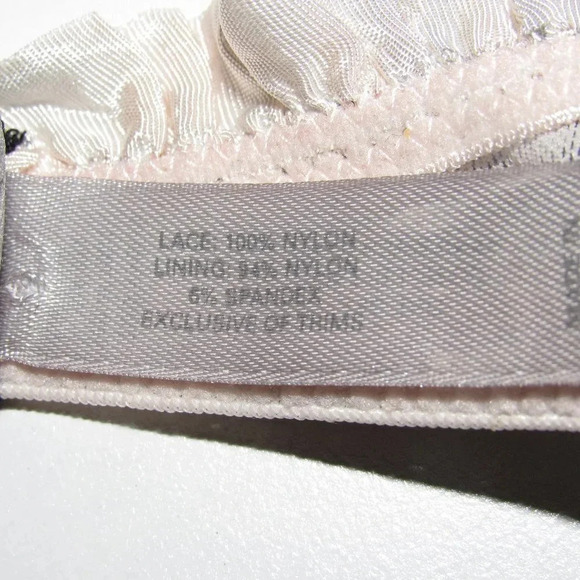 LACE: 100% NYLON
LINING: 94% NYLON
6% SPANDEX
EXCLUSIVE OF TRIMS